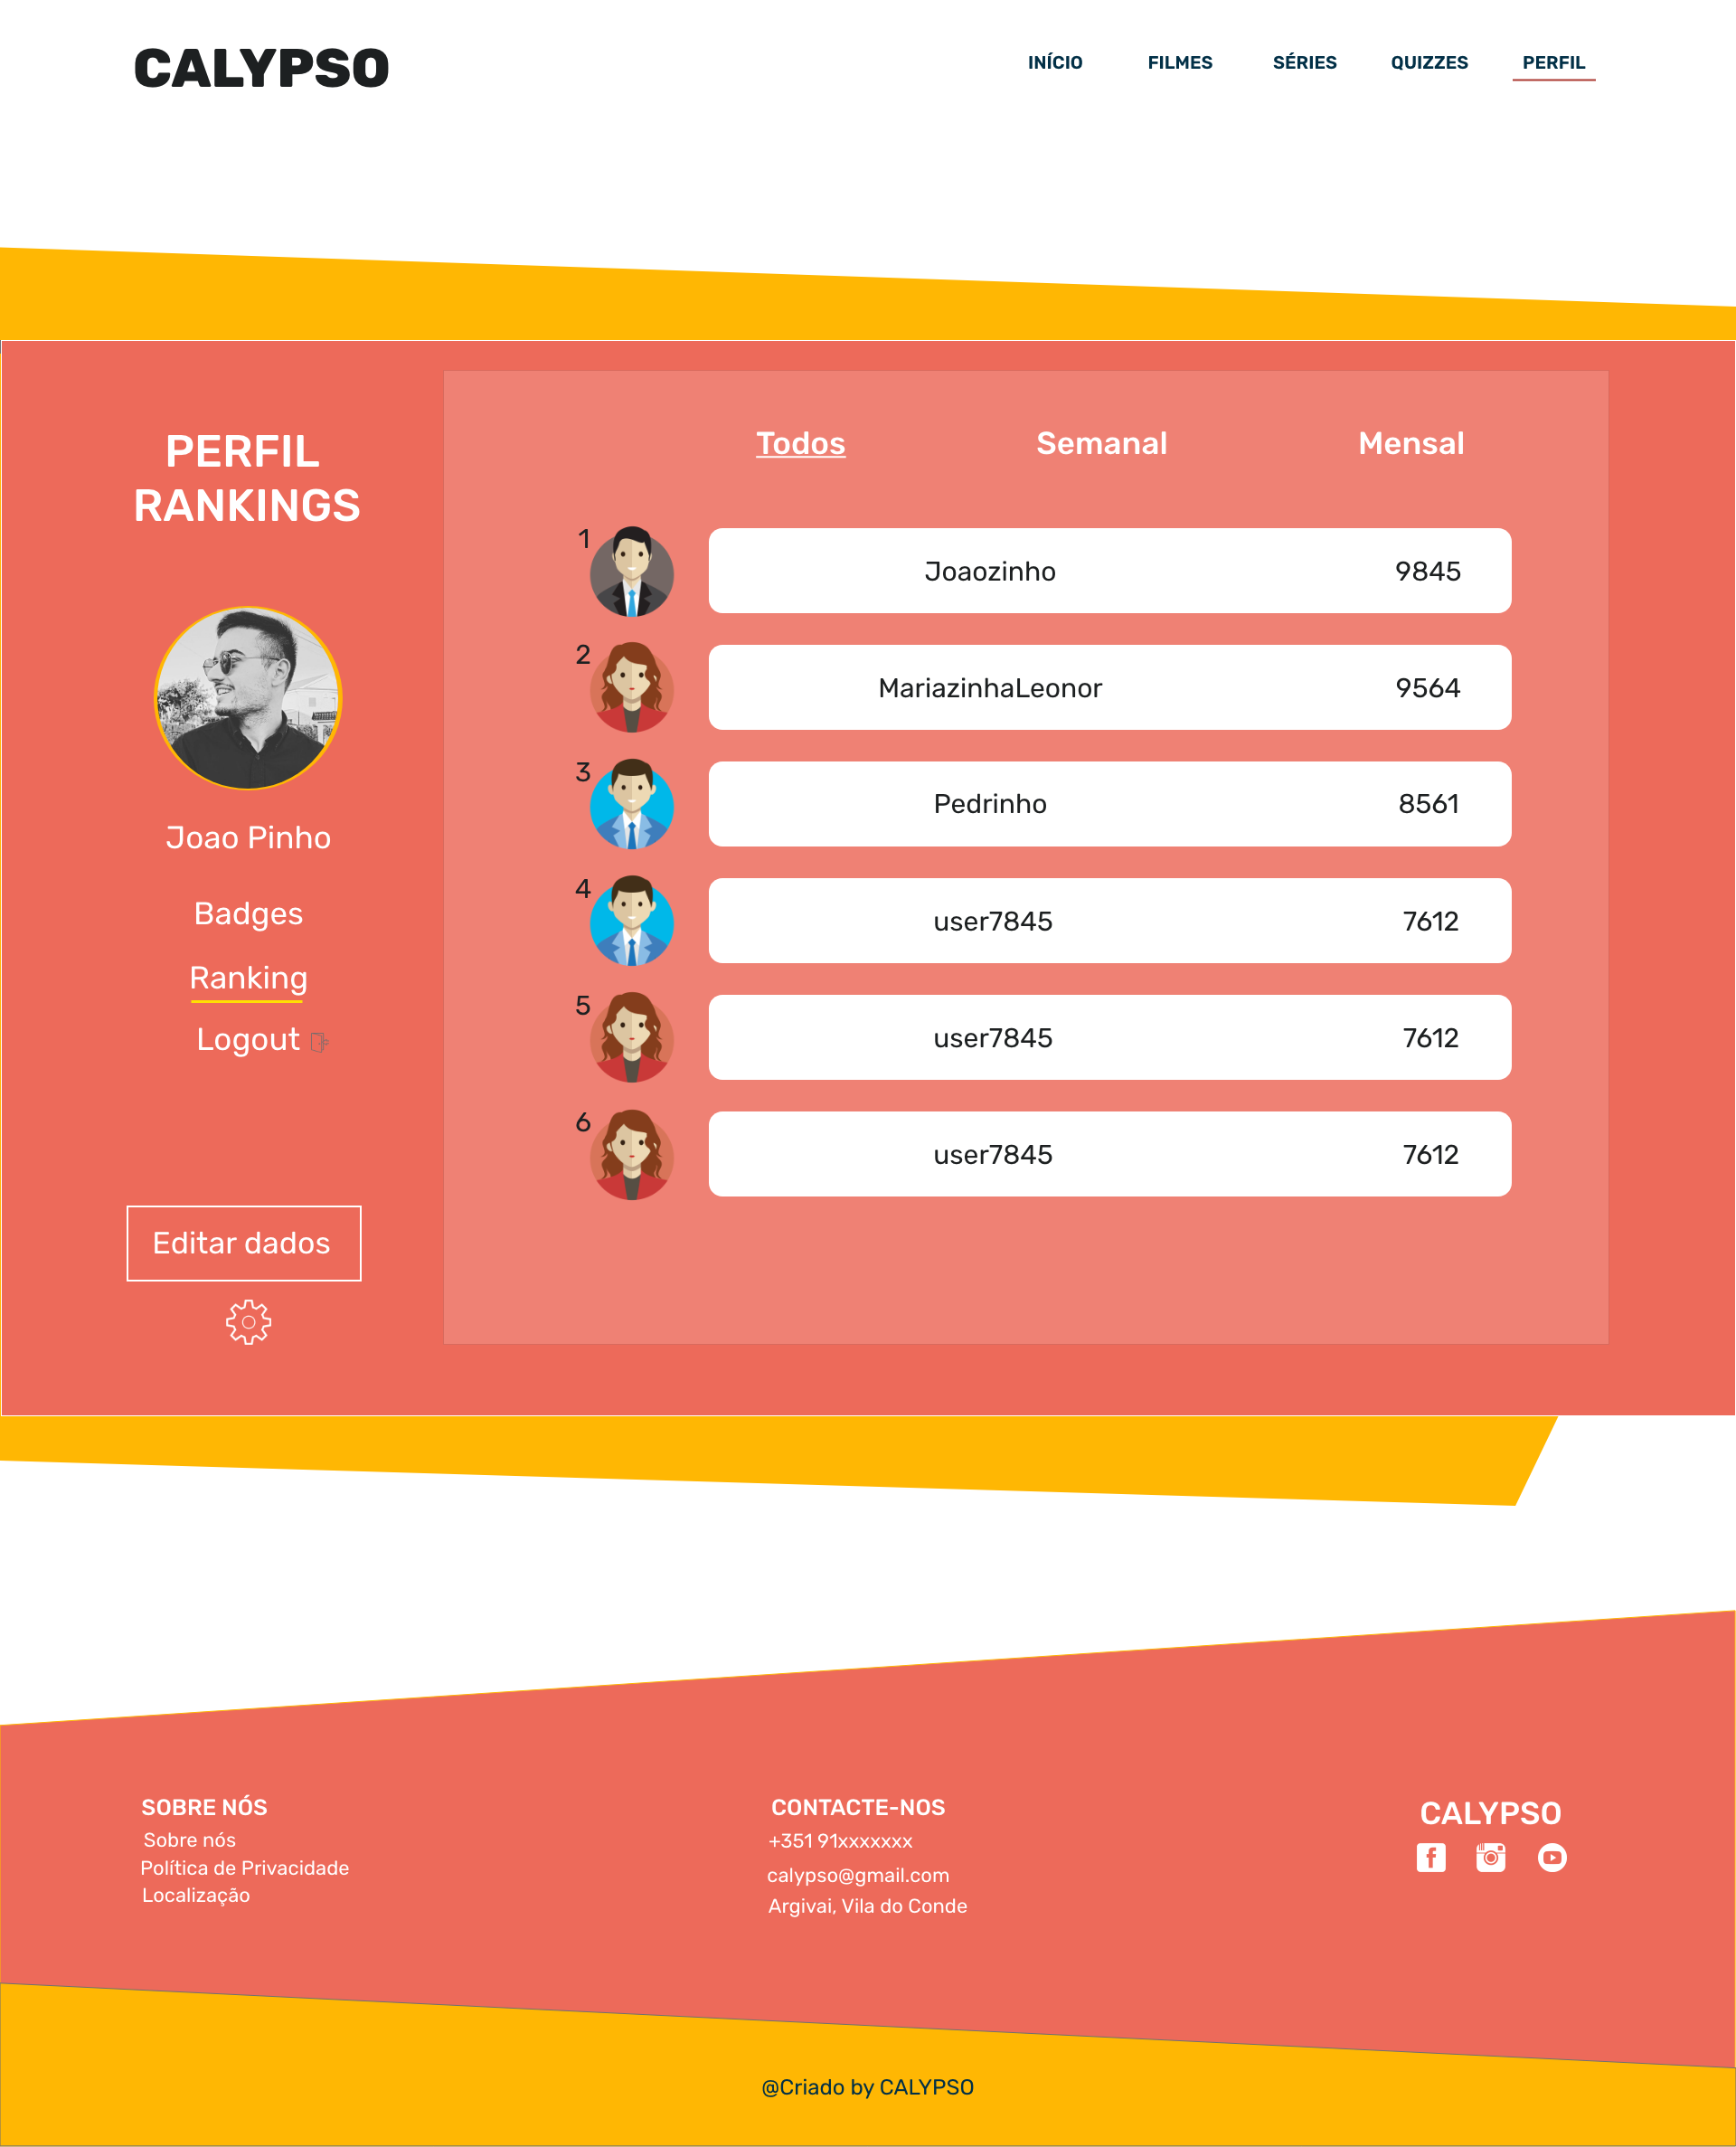 CALYPSO
INÍCIO FILMES SÉRIES QUIZZES PERFIL
PERFIL
RANKINGS
Joao Pinho
Badges
Ranking
Logout
Editar dados
Todos Semanal Mensal
1 Joaozinho 9845
2 MariazinhaLeonor 9564
3 Pedrinho 8561
4 user7845 7612
5 user7845 7612
6 user7845 7612
SOBRE NÓS
Sobre nós
Política de Privacidade
Localização
CONTACTE-NOS
+351 91xxxxxxx
calypso@gmail.com
Argivai, Vila do Conde
CALYPSO
@Criado by CALYPSO